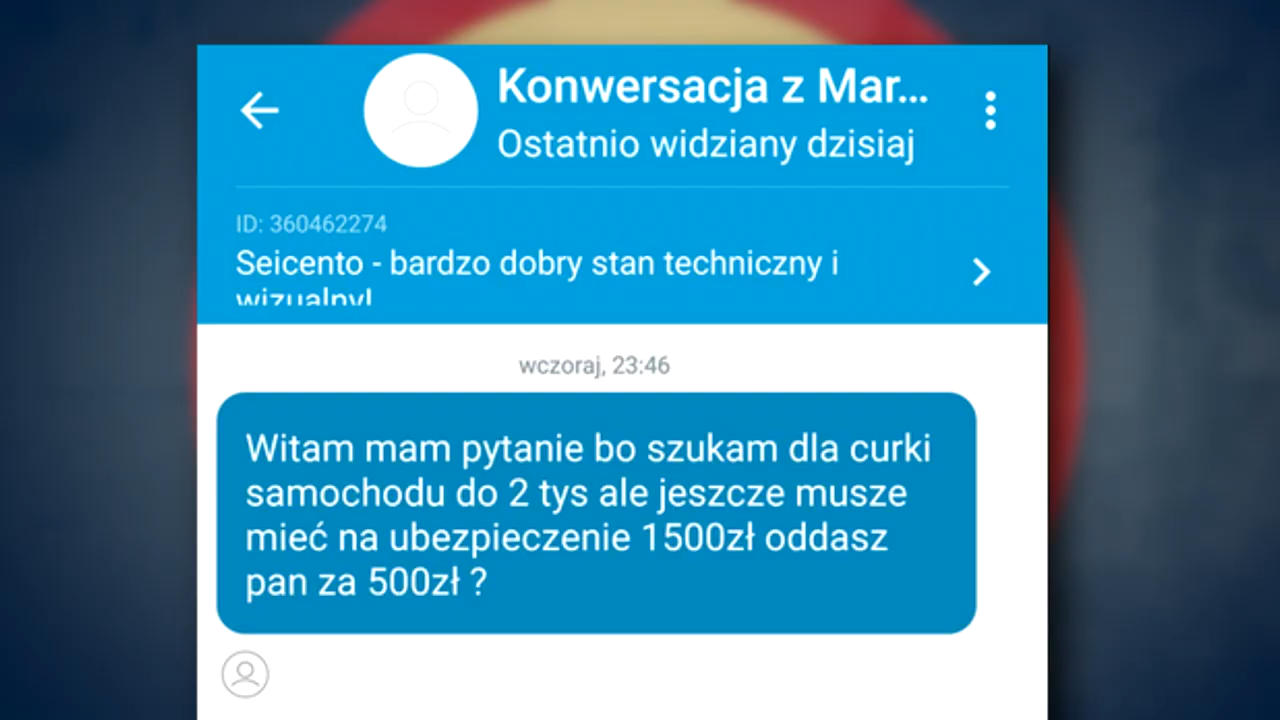 Konwersacja z Mar...
Ostatnio widziany dzisiaj
ID: 360462274
Seicento - bardzo dobry stan techniczny i
wizualny!
wczoraj, 23:46
Witam mam pytanie bo szukam dla curki
samochodu do 2 tys ale jeszcze musze
mieć na ubezpieczenie 1500zł oddasz
pan za 500zł ?